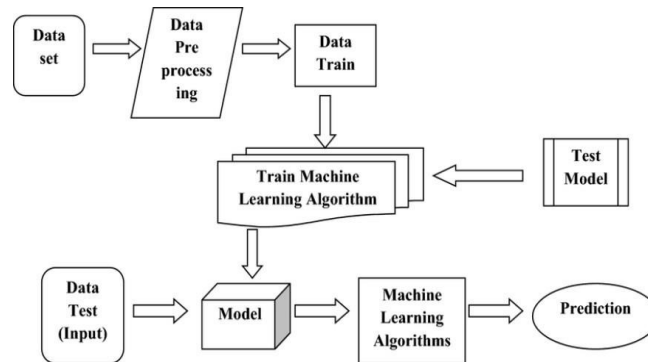 Data
set
Data
Pre
process
ing
Data
Train
Train Machine
Learning Algorithm
Test
Model
Data
Test
(Input)
Model
Machine
Learning
Algorithms
Prediction